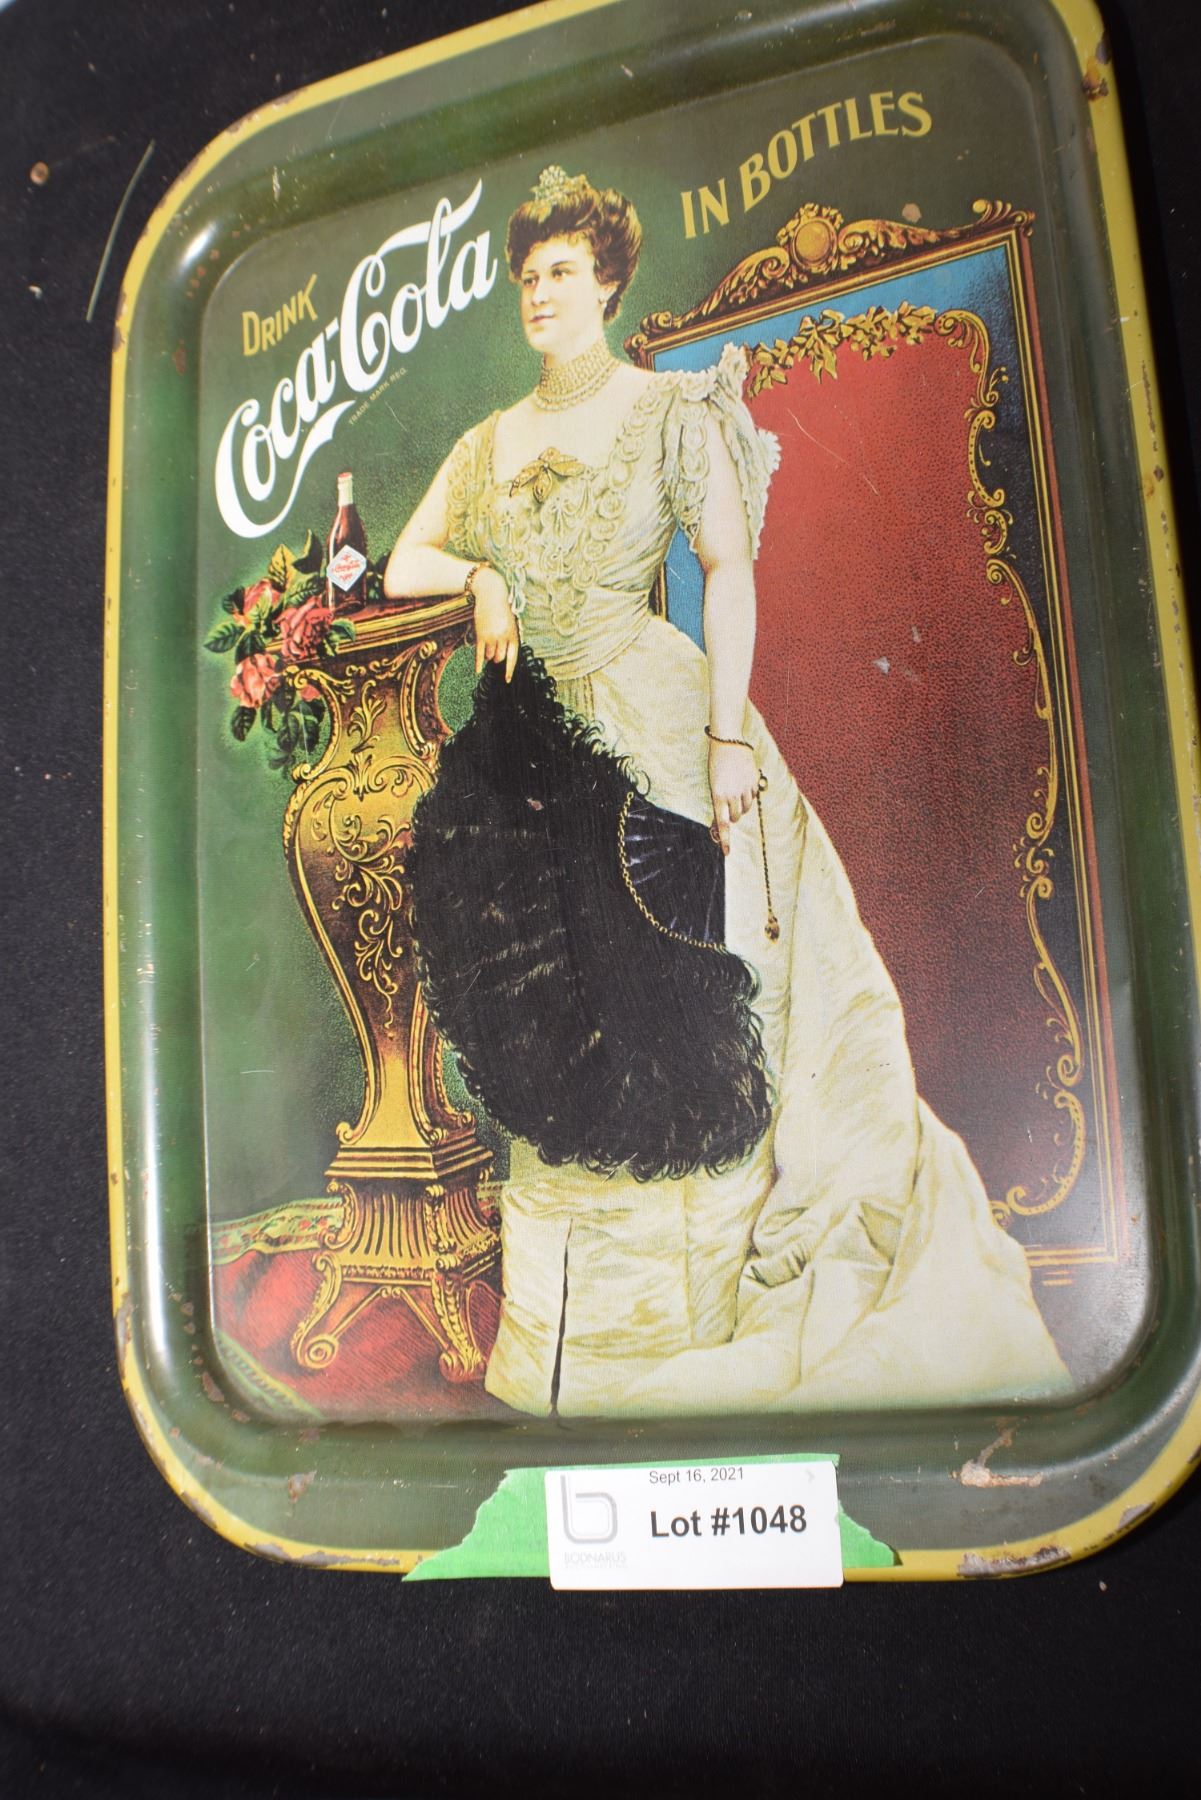 DRINK
Coca-Cola
TRADE MARK REG.
IN BOTTLES
Sept 16, 2021
Lot #1048
BODNARUS